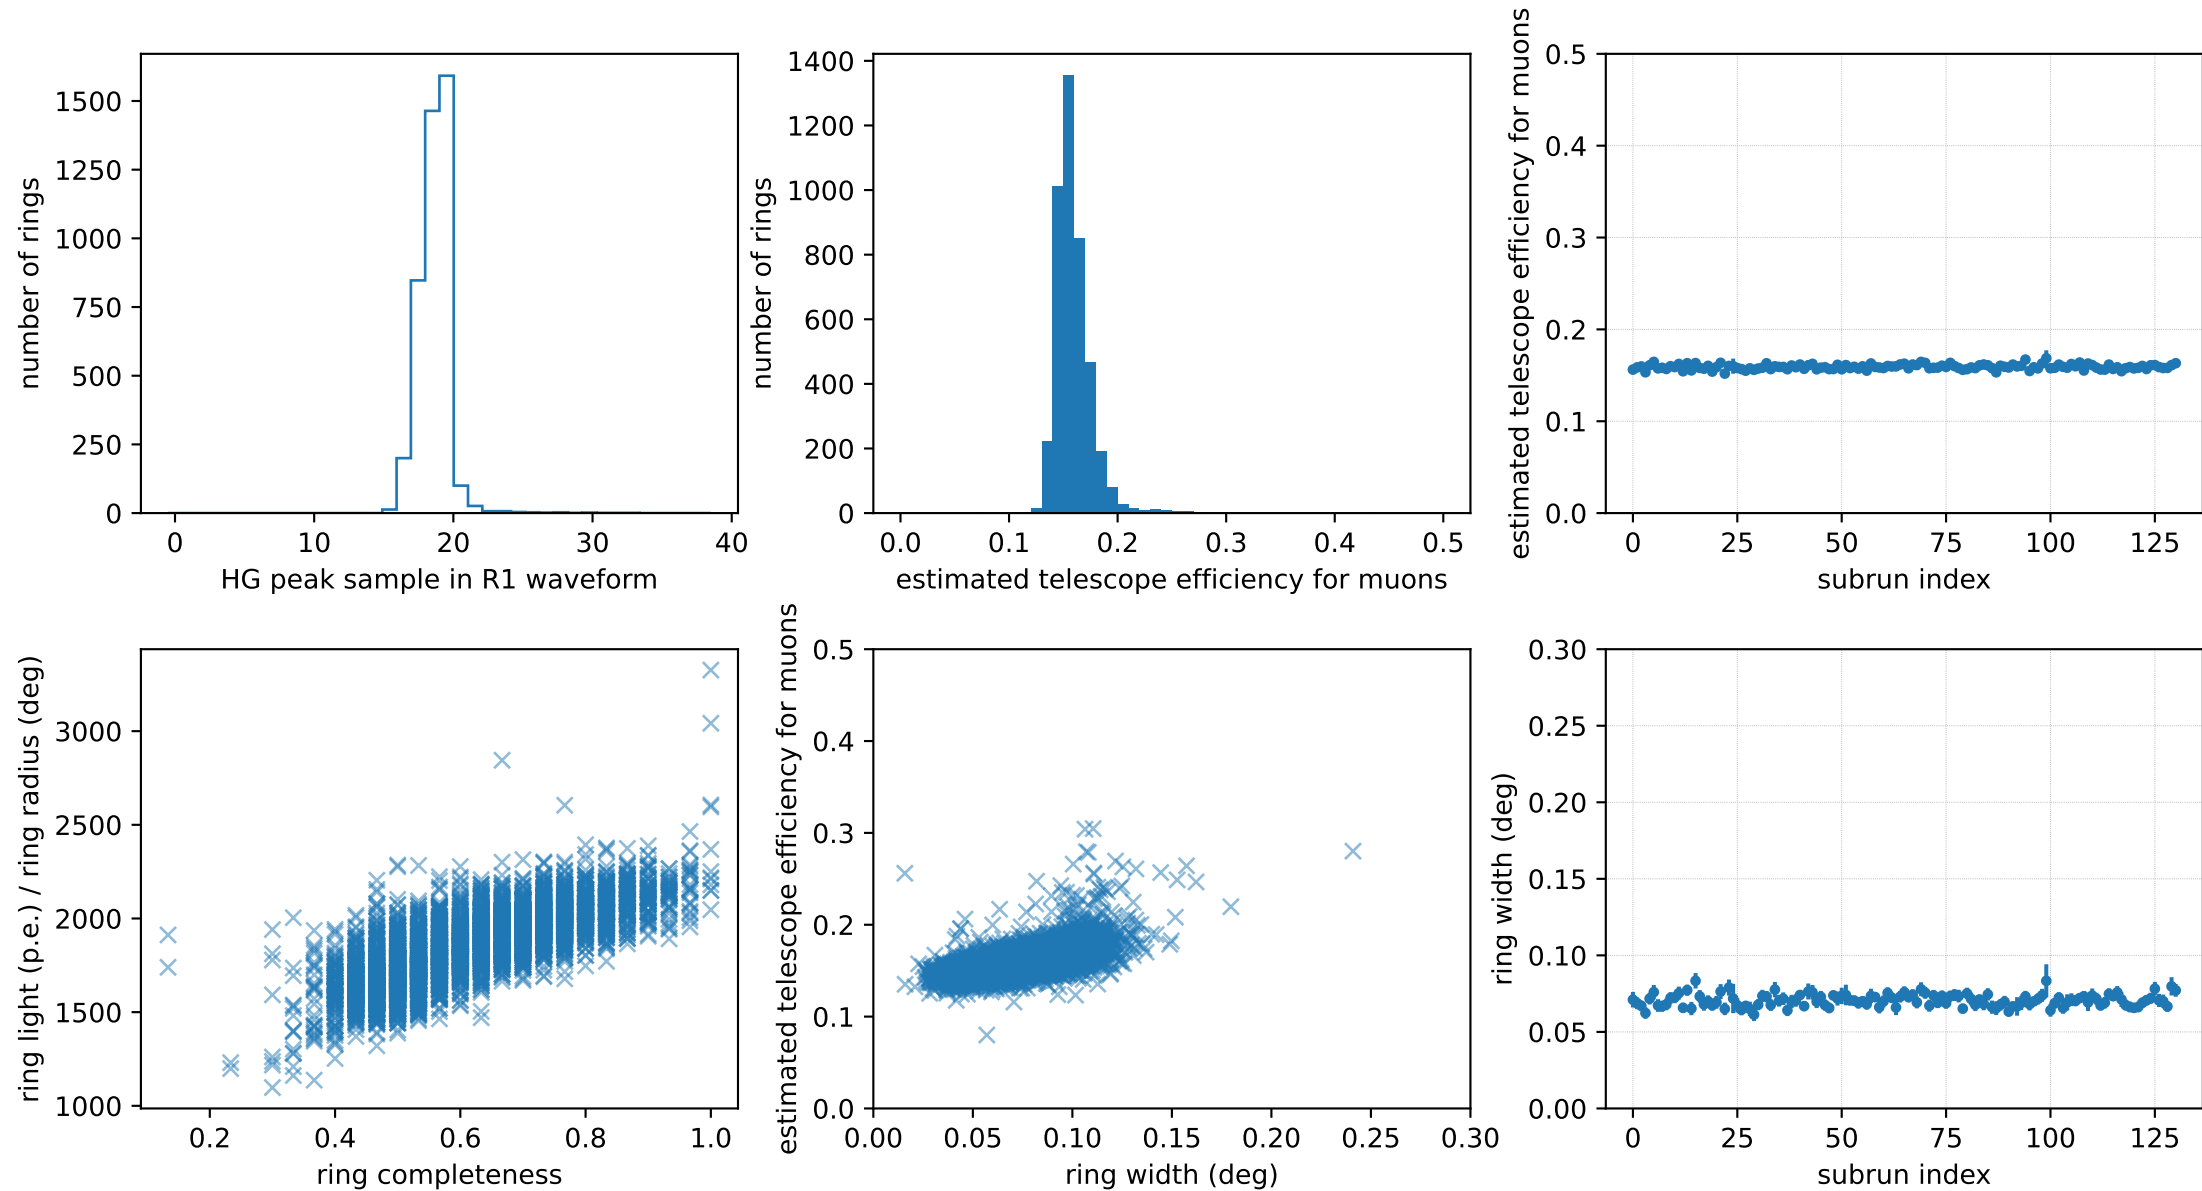 number of rings
1500
1250
1000
750
500
250
0
0 10 20 30 40
HG peak sample in R1 waveform
number of rings
1400
1200
1000
800
600
400
200
0
0.0 0.1 0.2 0.3 0.4 0.5
estimated telescope efficiency for muons
estimated telescope efficiency for muons
0.5
0.4
0.3
0.2
0.1
0.0
0 25 50 75 100 125
subrun index
ring light (p.e.) / ring radius (deg)
3000
2500
2000
1500
1000
0.2 0.4 0.6 0.8 1.0
ring completeness
estimated telescope efficiency for muons
0.5
0.4
0.3
0.2
0.1
0.0
0.00 0.05 0.10 0.15 0.20 0.25 0.30
ring width (deg)
ring width (deg)
0.30
0.25
0.20
0.15
0.10
0.05
0.00
0 25 50 75 100 125
subrun index